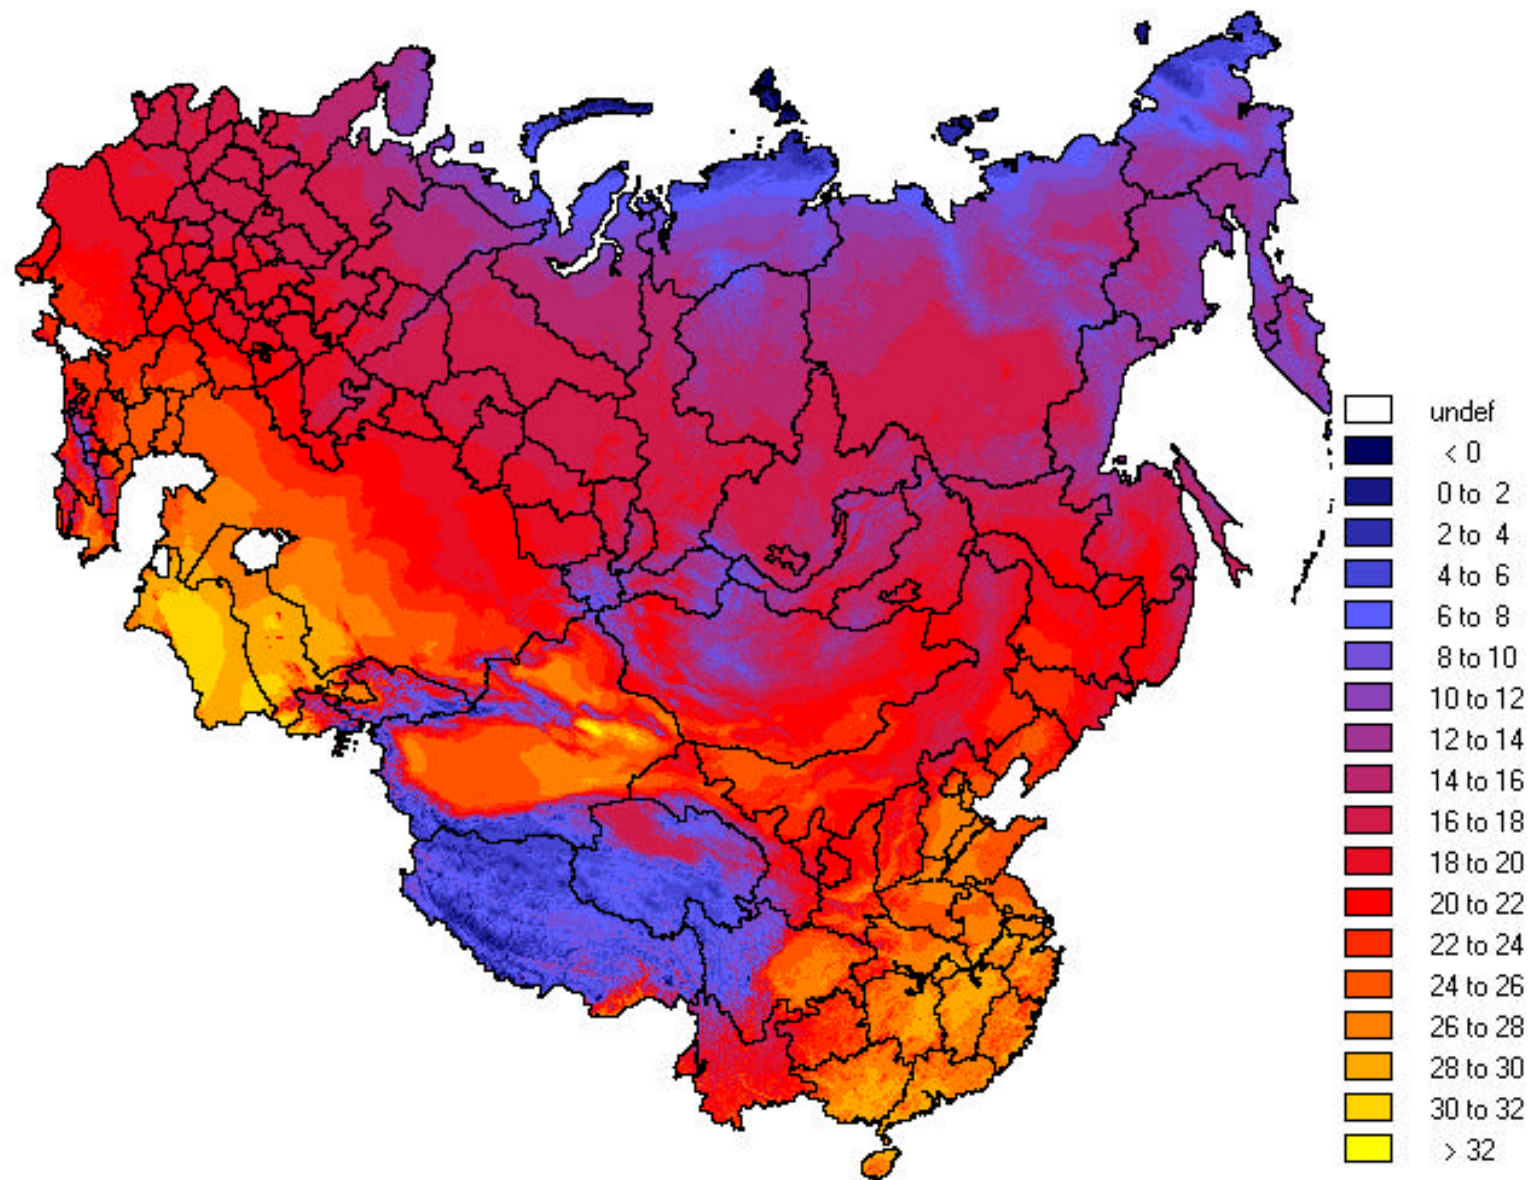 undef
< 0
0 to 2
2 to 4
4 to 6
6 to 8
8 to 10
10 to 12
12 to 14
14 to 16
16 to 18
18 to 20
20 to 22
22 to 24
24 to 26
26 to 28
28 to 30
30 to 32
> 32